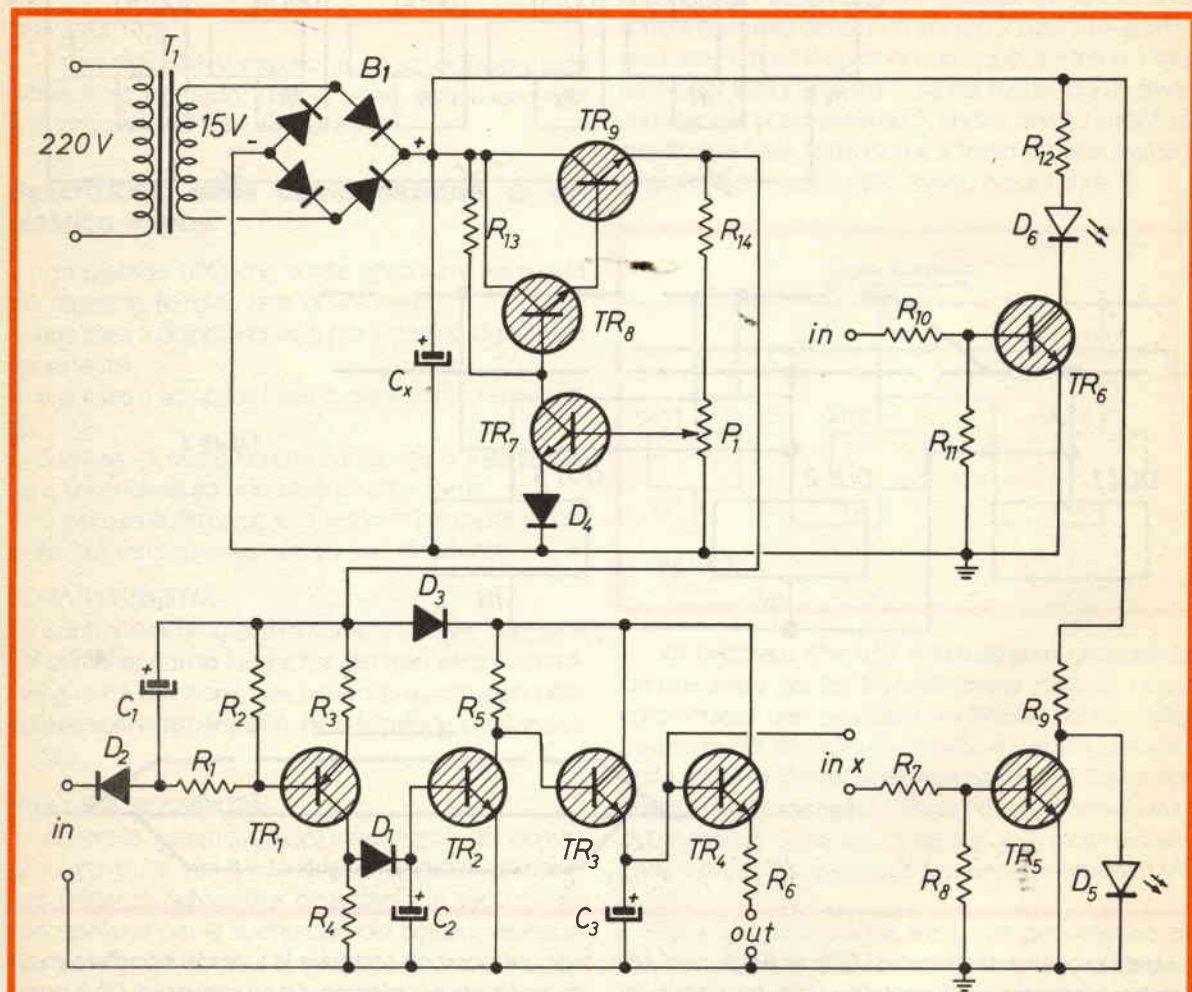 T1
B1
220 V
15V
-
+
TR9
R12
R13
R14
D6
TR8
in
R10
Cx
+
TR7
P1
TR6
R11
D4
D3
+
C1
R2
R3
R5
R9
D2
R1
in x
R7
in
TR1
D1
TR2
TR3
TR4
TR5
R6
R8
D5
R4
+
C2
C3
+
out